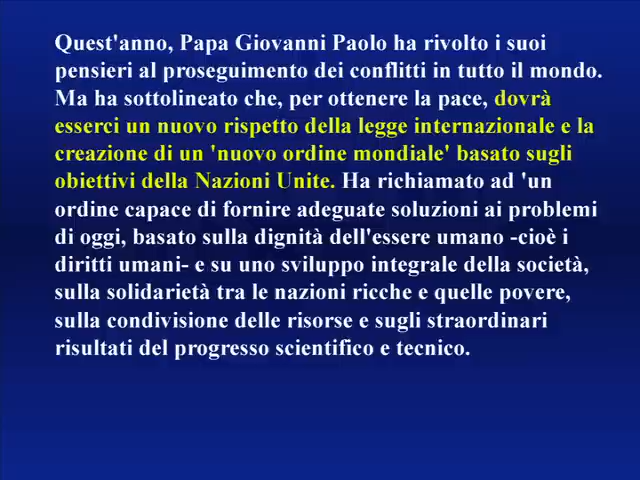 Quest'anno, Papa Giovanni Paolo ha rivolto i suoi
pensieri al proseguimento dei conflitti in tutto il mondo.
Ma ha sottolineato che, per ottenere la pace, dovrà
esserci un nuovo rispetto della legge internazionale e la
creazione di un 'nuovo ordine mondiale' basato sugli
obiettivi della Nazioni Unite. Ha richiamato ad 'un
ordine capace di fornire adeguate soluzioni ai problemi
di oggi, basato sulla dignità dell'essere umano -cioè i
diritti umani- e su uno sviluppo integrale della società,
sulla solidarietà tra le nazioni ricche e quelle povere,
sulla condivisione delle risorse e sugli straordinari
risultati del progresso scientifico e tecnico.